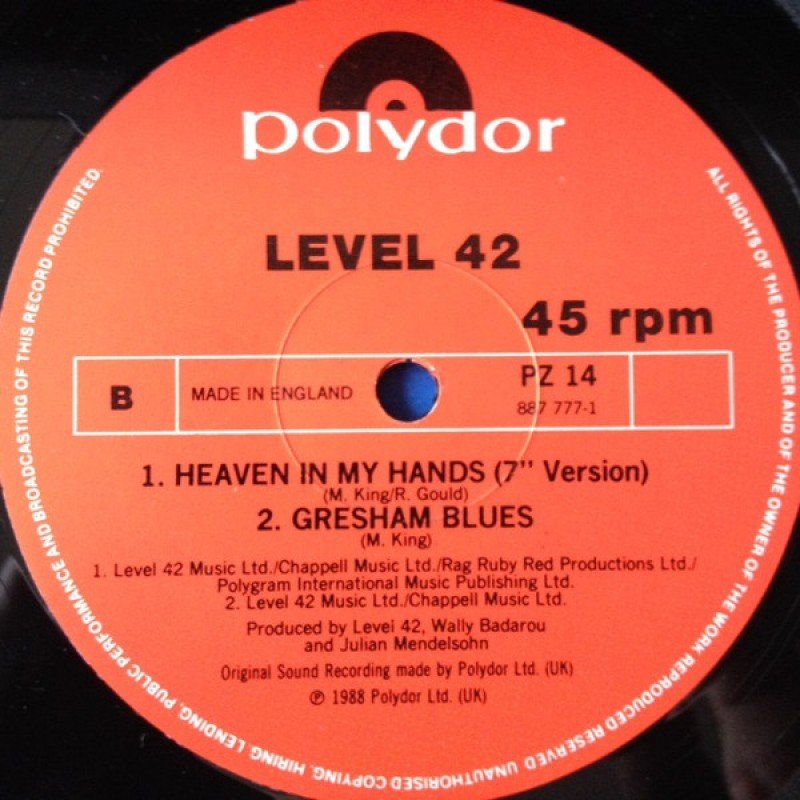 polydor
LEVEL 42
45 rpm
B
MADE IN ENGLAND
PZ 14
887 777-1
1. HEAVEN IN MY HANDS (7" Version)
(M. King/R. Gould)
2. GRESHAM BLUES
(M. King)
1. Level 42 Music Ltd./Chappell Music Ltd./Rag Ruby Red Productions Ltd./
Polygram International Music Publishing Ltd.
2. Level 42 Music Ltd./Chappell Music Ltd.
Produced by Level 42, Wally Badarou
and Julian Mendelsohn
Original Sound Recording made by Polydor Ltd. (UK)
℗ 1988 Polydor Ltd. (UK)
ALL RIGHTS OF THE PRODUCER AND OF THE OWNER OF THE WORK REPRODUCED RESERVED UNAUTHORISED COPYING, HIRING, LENDING, PUBLIC PERFORMANCE AND BROADCASTING OF THIS RECORD PROHIBITED.